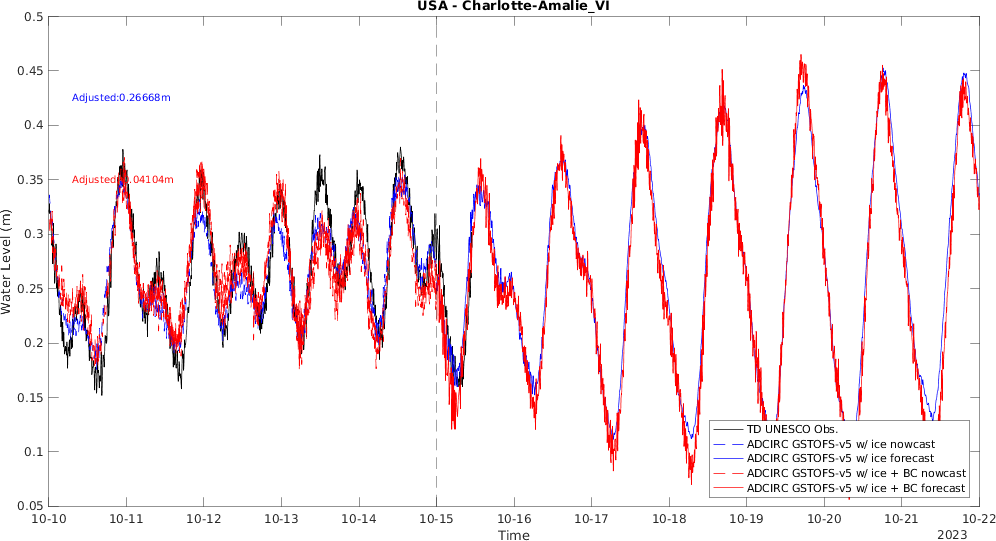 USA - Charlotte-Amalie_VI
0.5
0.45
0.4
0.35
0.3
0.25
0.2
0.15
0.1
0.05
Water Level (m)
Adjusted:0.26668m
Adjusted 04104m
TD UNESCO Obs.
ADCIRC GSTOFS-v5 w/ ice nowcast
ADCIRC GSTOFS-v5 w/ ice forecast
ADCIRC GSTOFS-v5 w/ ice + BC nowcast
ADCIRC GSTOFS-v5 w/ ice + BC forecast
10-10 10-11 10-12 10-13 10-14 10-15 10-16 10-17 10-18 10-19 10-20 10-21 10-22
Time
2023